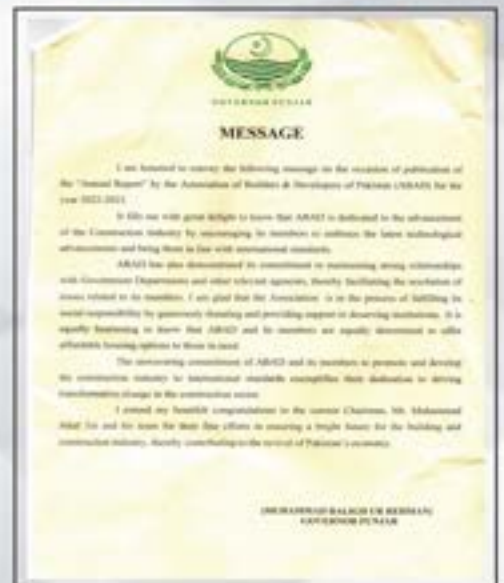 GOVERNOR PUNJAB
MESSAGE
I am honored to convey the following message on the occasion of publication of
the "Annual Report" by the Association of Builders & Developers of Pakistan (ABAD) for the
year 2022-2023.
It fills me with great delight to know that ABAD is dedicated to the advancement
of the Construction Industry by encouraging its members to embrace the latest technological
advancements and bring them in line with international standards.
ABAD has also demonstrated its commitment to maintaining strong relationships
with Government Departments and other relevant agencies, thereby facilitating the resolution of
issues related to its members. I am glad that the Association is in the process of fulfilling its
social responsibility by generously donating and providing support to deserving institutions. It is
equally heartening to know that ABAD and its members are equally determined to offer
affordable housing options to those in need.
The unwavering commitment of ABAD and its members to promote and develop
the construction industry to international standards exemplifies their dedication to driving
transformative change in the construction sector.
I extend my heartfelt congratulations to the current Chairman, Mr. Muhammad
and his team for their fine efforts in ensuring a bright future for the building and
construction industry, thereby contributing to the revival of Pakistan's economy.
(MUHAMMAD BALIGH UR REHMAN)
GOVERNOR PUNJAB